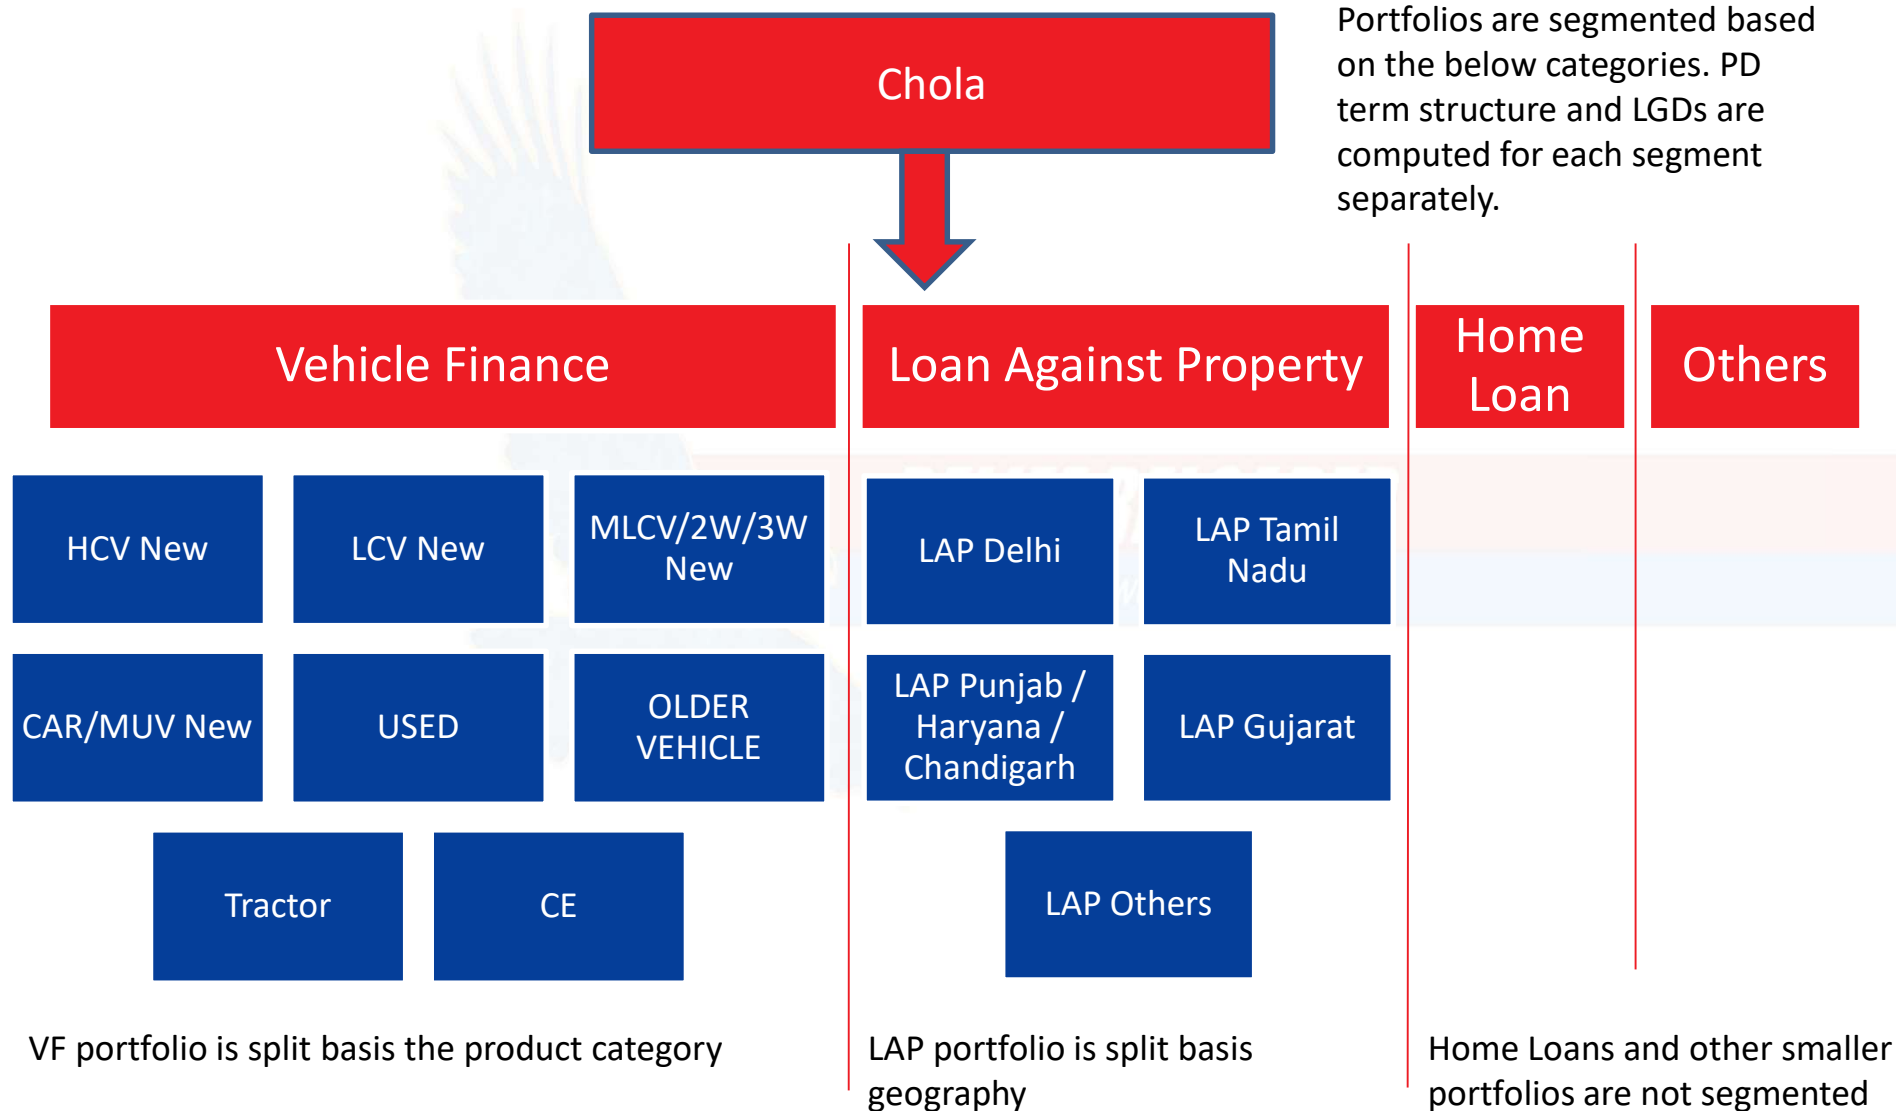 Chola
Portfolios are segmented based
on the below categories. PD
term structure and LGDs are
computed for each segment
separately.
Vehicle Finance
Loan Against Property
Home
Loan
Others
HCV New
LCV New
MLCV/2W/3W
New
LAP Delhi
LAP Tamil
Nadu
CAR/MUV New
USED
OLDER
VEHICLE
LAP Punjab /
Haryana /
Chandigarh
LAP Gujarat
Tractor
CE
LAP Others
VF portfolio is split basis the product category
LAP portfolio is split basis
geography
Home Loans and other smaller
portfolios are not segmented